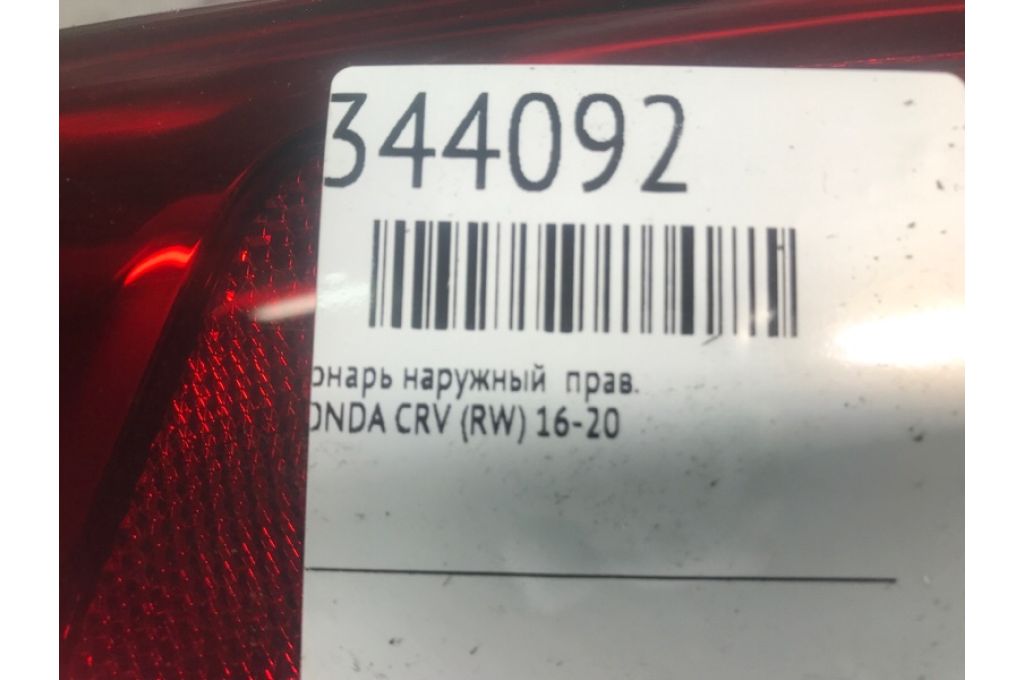 344092
онарь наружный прав.
ONDA CRV (RW) 16-20